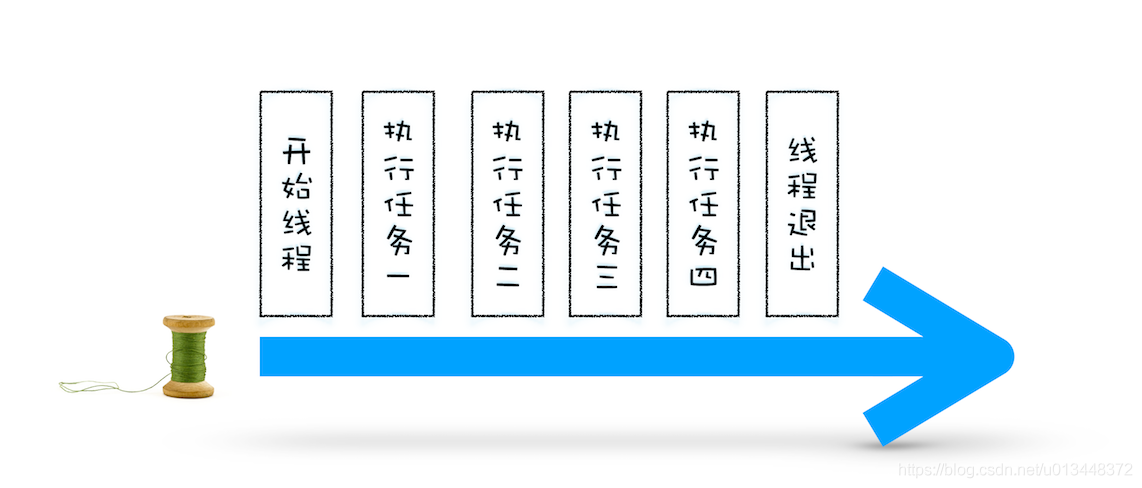 开始线程
执行任务一
执行任务二
执行任务三
执行任务四
线程退出
https://blog.csdn.net/u013448372